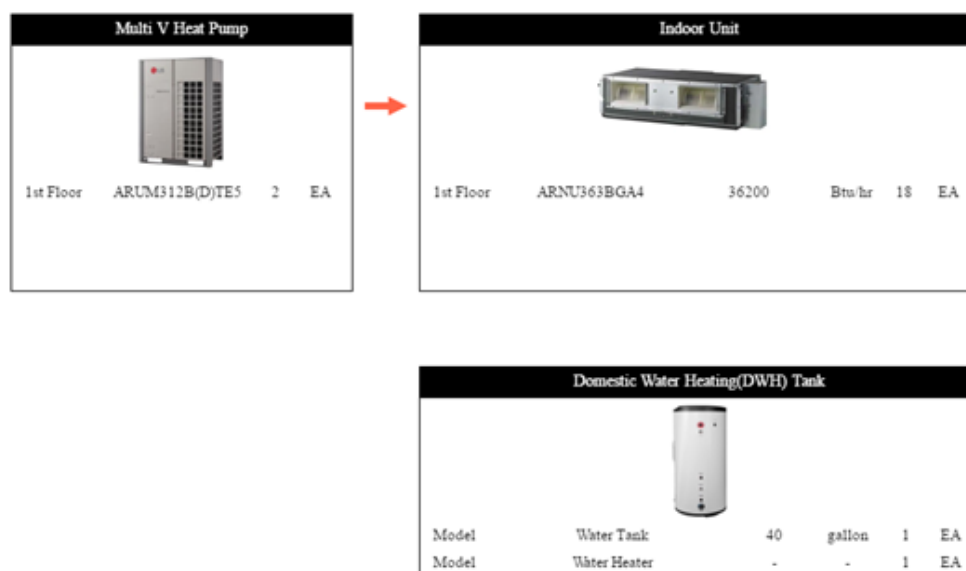 Multi V Heat Pump
1st Floor ARUM312B(D)TE5 2 EA
Indoor Unit
1st Floor ARNU363BGA4 36200 Btu/hr 18 EA
Domestic Water Heating(DWH) Tank
Model Water Tank 40 gallon 1 EA
Model Water Heater - - 1 EA